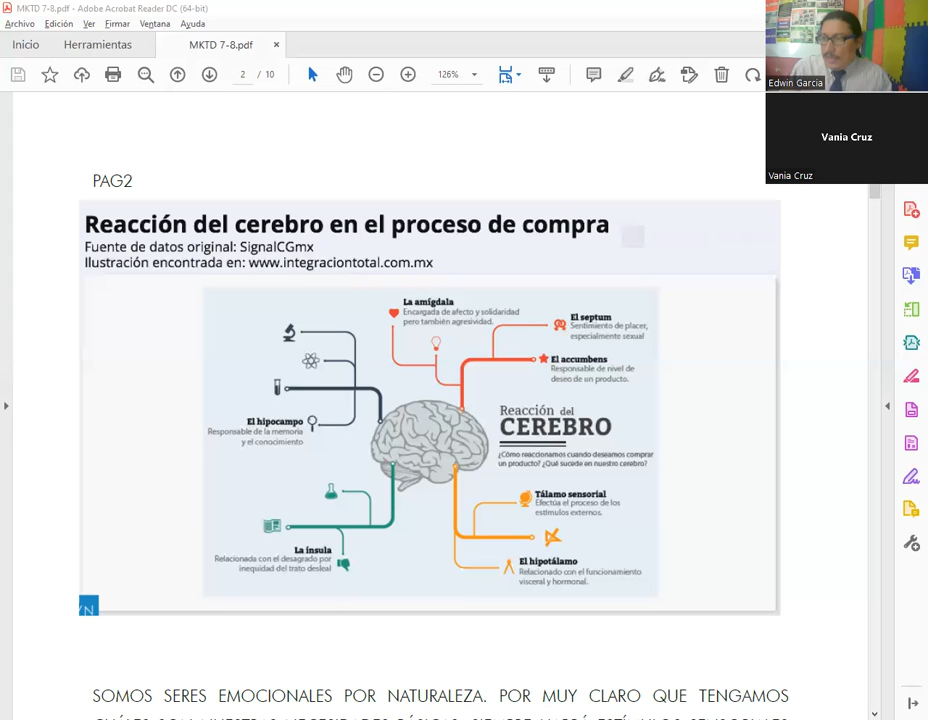 MKTD 7-8.pdf - Adobe Acrobat Reader DC (64-bit)
Archivo Edición Ver Firmar Ventana Ayuda
Inicio Herramientas MKTD 7-8.pdf ×
2 / 10 126%
Edwin Garcia
Vania Cruz
Vania Cruz
PAG2
Reacción del cerebro en el proceso de compra
Fuente de datos original: SignalCGmx
Ilustración encontrada en: www.integraciontotal.com.mx
La amígdala
Encargada de afecto y solidaridad
pero también agresividad.
El septum
Sentimiento de placer,
especialmente sexual
El accumbens
Responsable de nivel de
deseo de un producto.
El hipocampo
Responsable de la memoria
y el conocimiento
Reacción del
CEREBRO
¿Cómo reaccionamos cuando deseamos comprar
un producto? ¿Qué sucede en nuestro cerebro?
Tálamo sensorial
Efectúa el proceso de los
estímulos externos.
La ínsula
Relacionada con el desagrado por
inequidad del trato desleal
El hipotálamo
Relacionado con el funcionamiento
visceral y hormonal.
SOMOS SERES EMOCIONALES POR NATURALEZA. POR MUY CLARO QUE TENGAMOS